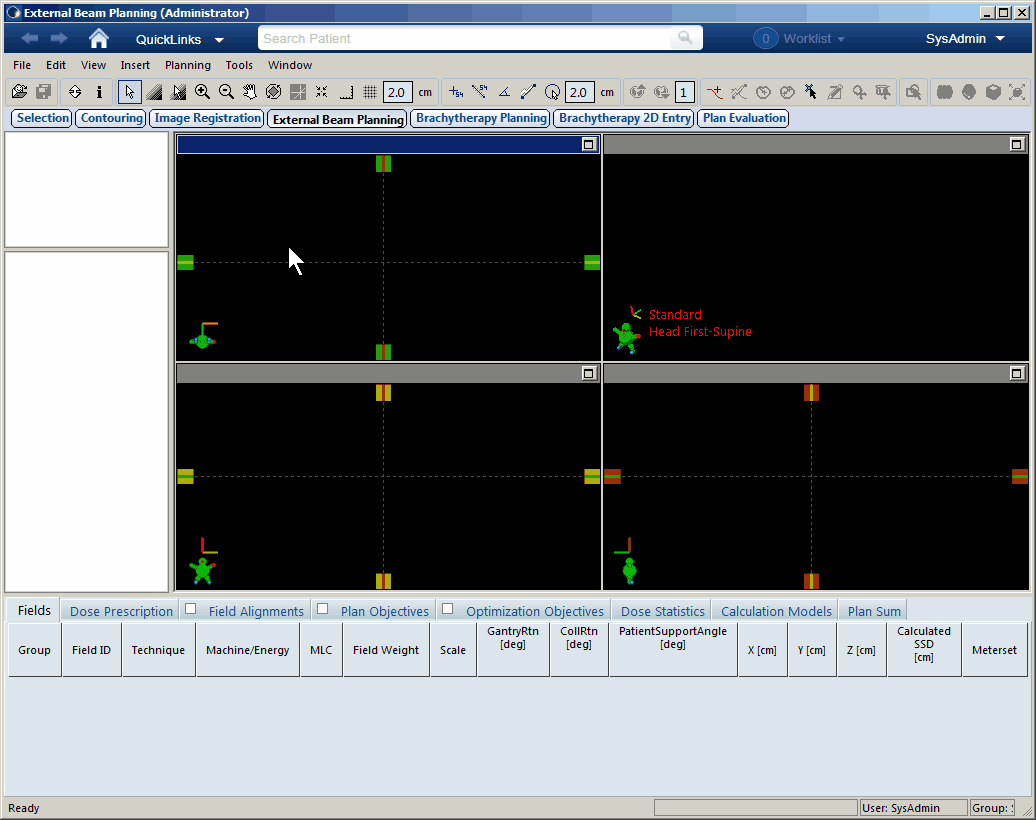 External Beam Planning (Administrator)
QuickLinks Search Patient 0 Worklist SysAdmin
File Edit View Insert Planning Tools Window
2.0 cm 54 54 2.0 cm 1
Selection Contouring Image Registration External Beam Planning Brachytherapy Planning Brachytherapy 2D Entry Plan Evaluation
Standard
Head First-Supine
Fields Dose Prescription Field Alignments Plan Objectives Optimization Objectives Dose Statistics Calculation Models Plan Sum
Group Field ID Technique Machine/Energy MLC Field Weight Scale GantryRtn [deg] CollRtn [deg] PatientSupportAngle [deg] X [cm] Y [cm] Z [cm] Calculated SSD [cm] Meterset
Ready User: SysAdmin Group: